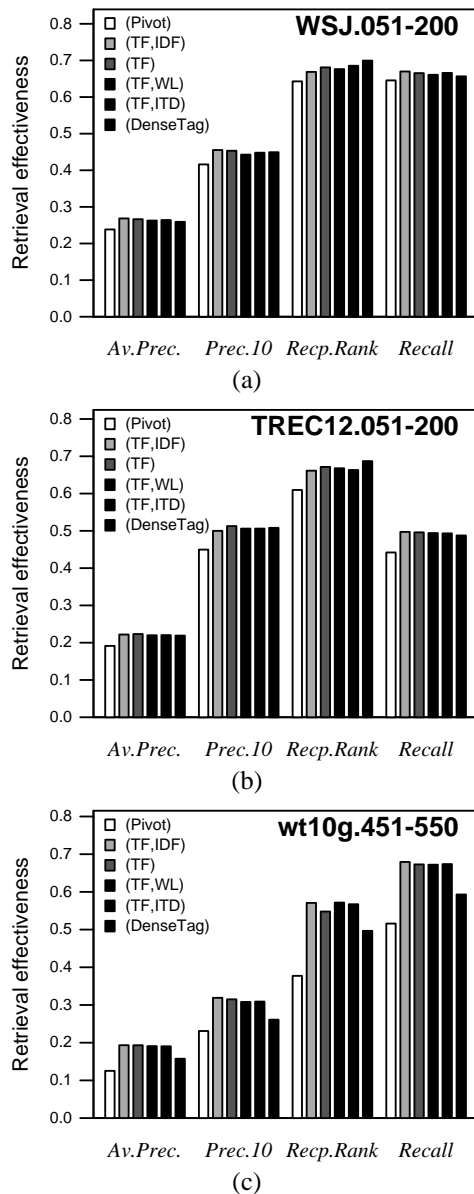 WSJ.051-200
0.8
0.7
0.6
0.5
0.4
0.3
0.2
0.1
0.0
Retrieval effectiveness
(Pivot)
(TF,IDF)
(TF)
(TF,WL)
(TF,ITD)
(DenseTag)
Av.Prec. Prec.10 Recp.Rank Recall
(a)
TREC12.051-200
0.8
0.7
0.6
0.5
0.4
0.3
0.2
0.1
0.0
Retrieval effectiveness
(Pivot)
(TF,IDF)
(TF)
(TF,WL)
(TF,ITD)
(DenseTag)
Av.Prec. Prec.10 Recp.Rank Recall
(b)
wt10g.451-550
0.8
0.7
0.6
0.5
0.4
0.3
0.2
0.1
0.0
Retrieval effectiveness
(Pivot)
(TF,IDF)
(TF)
(TF,WL)
(TF,ITD)
(DenseTag)
Av.Prec. Prec.10 Recp.Rank Recall
(c)